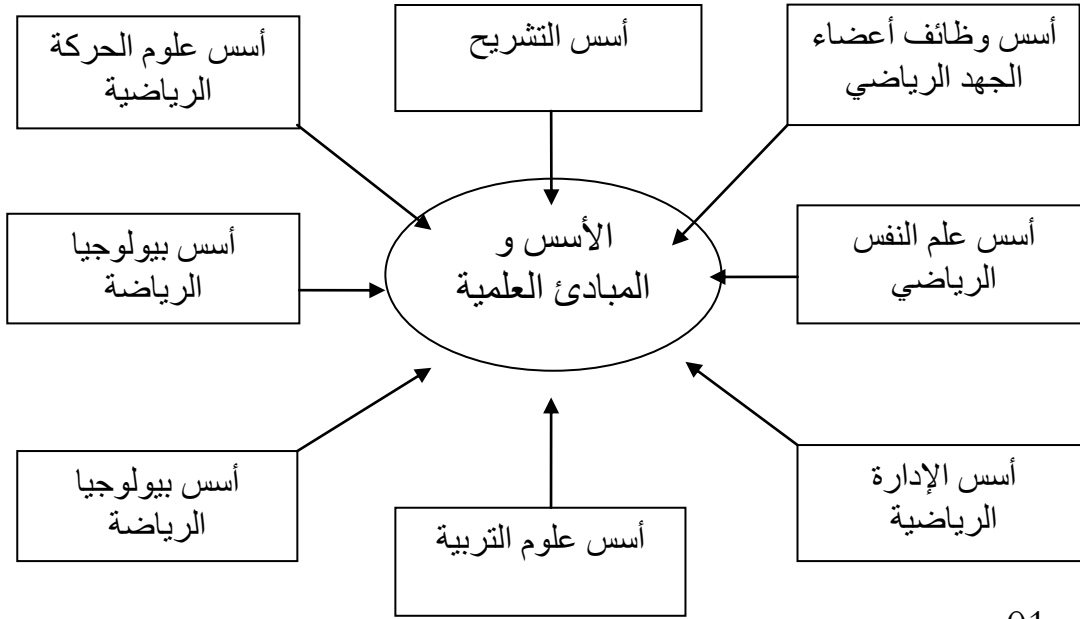 أسس وظائف أعضاء
الجهد الرياضي
أسس التشريح
أسس علوم الحركة
الرياضية
أسس علم النفس
الرياضي
الأسس و
المبادئ العلمية
أسس بيولوجيا
الرياضة
أسس الإدارة
الرياضية
أسس علوم التربية
أسس بيولوجيا
الرياضة